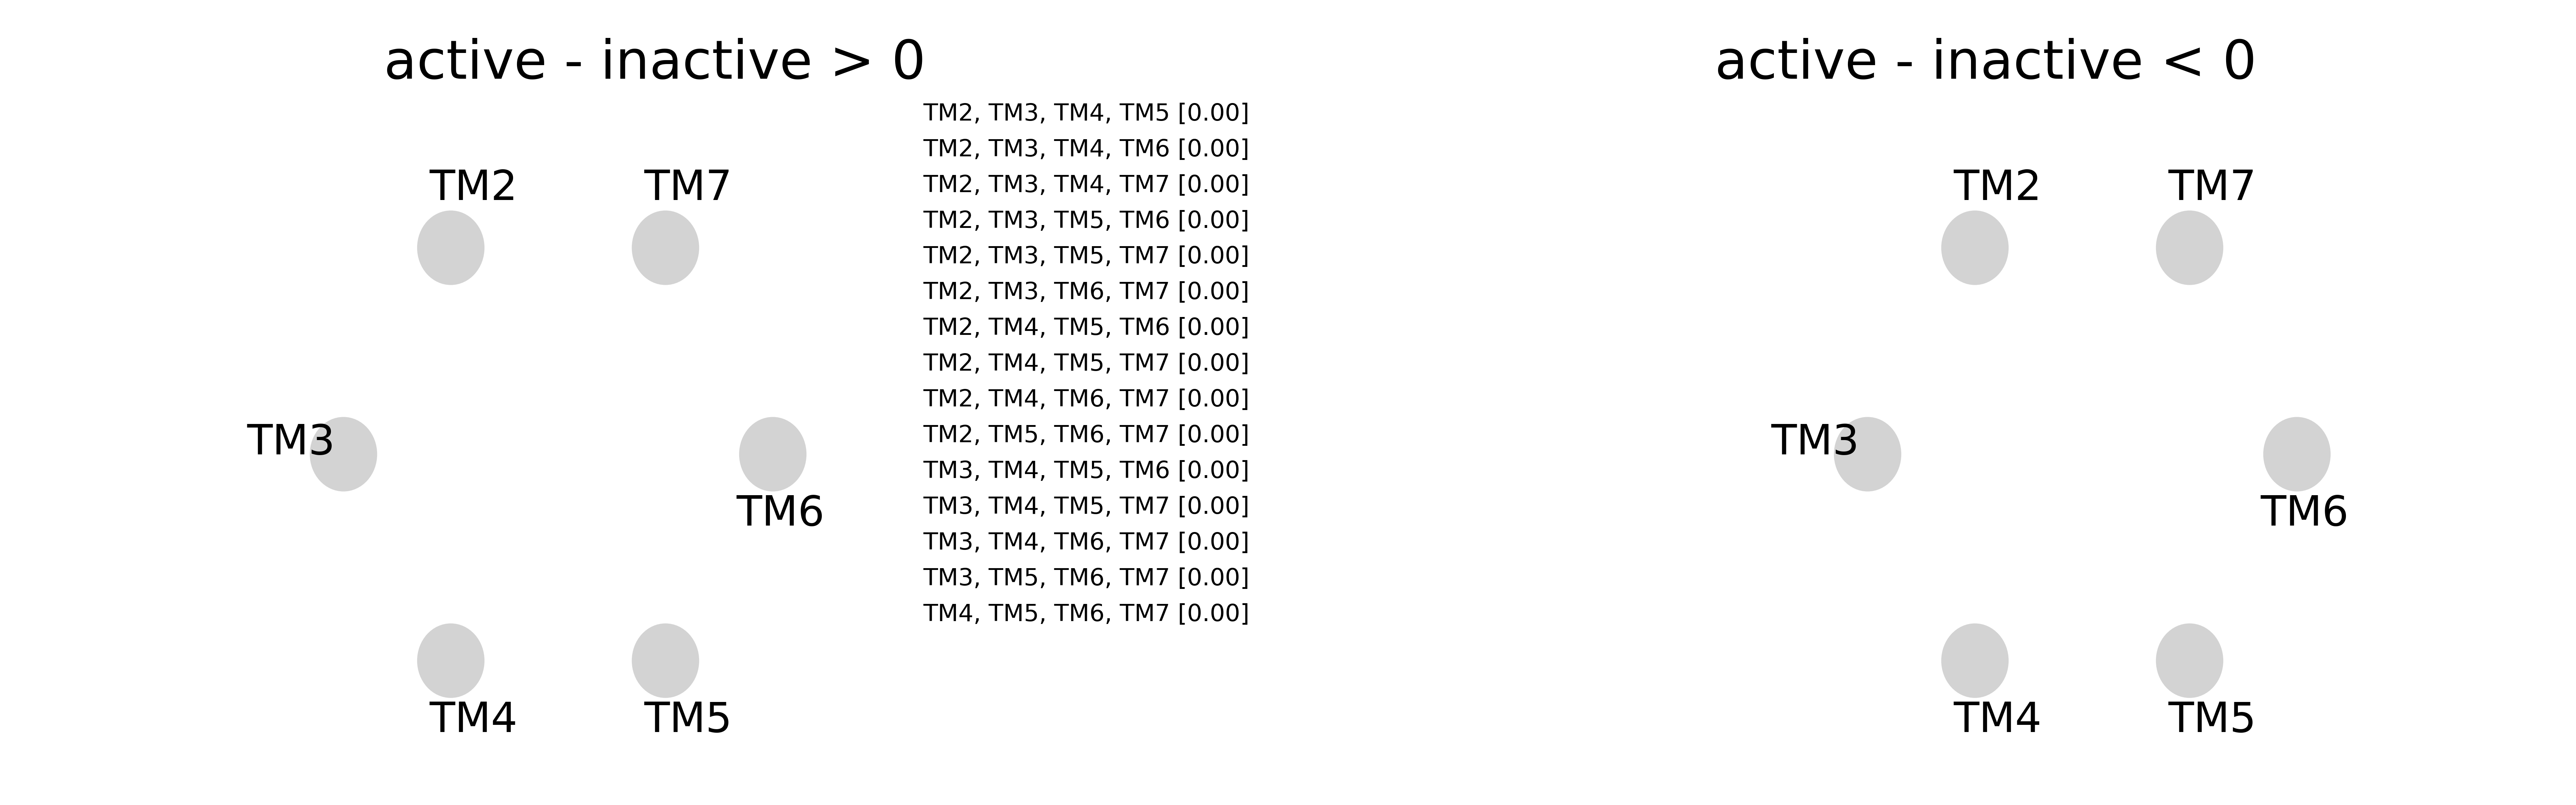 active - inactive > 0
TM2
TM7
TM3
TM6
TM4
TM5
TM2, TM3, TM4, TM5 [0.00]
TM2, TM3, TM4, TM6 [0.00]
TM2, TM3, TM4, TM7 [0.00]
TM2, TM3, TM5, TM6 [0.00]
TM2, TM3, TM5, TM7 [0.00]
TM2, TM3, TM6, TM7 [0.00]
TM2, TM4, TM5, TM6 [0.00]
TM2, TM4, TM5, TM7 [0.00]
TM2, TM4, TM6, TM7 [0.00]
TM2, TM5, TM6, TM7 [0.00]
TM3, TM4, TM5, TM6 [0.00]
TM3, TM4, TM5, TM7 [0.00]
TM3, TM4, TM6, TM7 [0.00]
TM3, TM5, TM6, TM7 [0.00]
TM4, TM5, TM6, TM7 [0.00]
active - inactive < 0
TM2
TM7
TM3
TM6
TM4
TM5